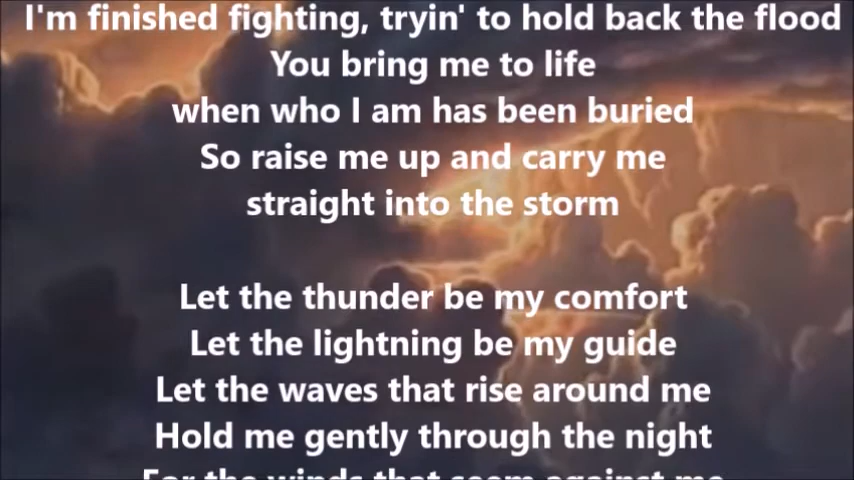 I'm finished fighting, tryin' to hold back the flood
You bring me to life
when who I am has been buried
So raise me up and carry me
straight into the storm
Let the thunder be my comfort
Let the lightning be my guide
Let the waves that rise around me
Hold me gently through the night
For the winds that seem against me